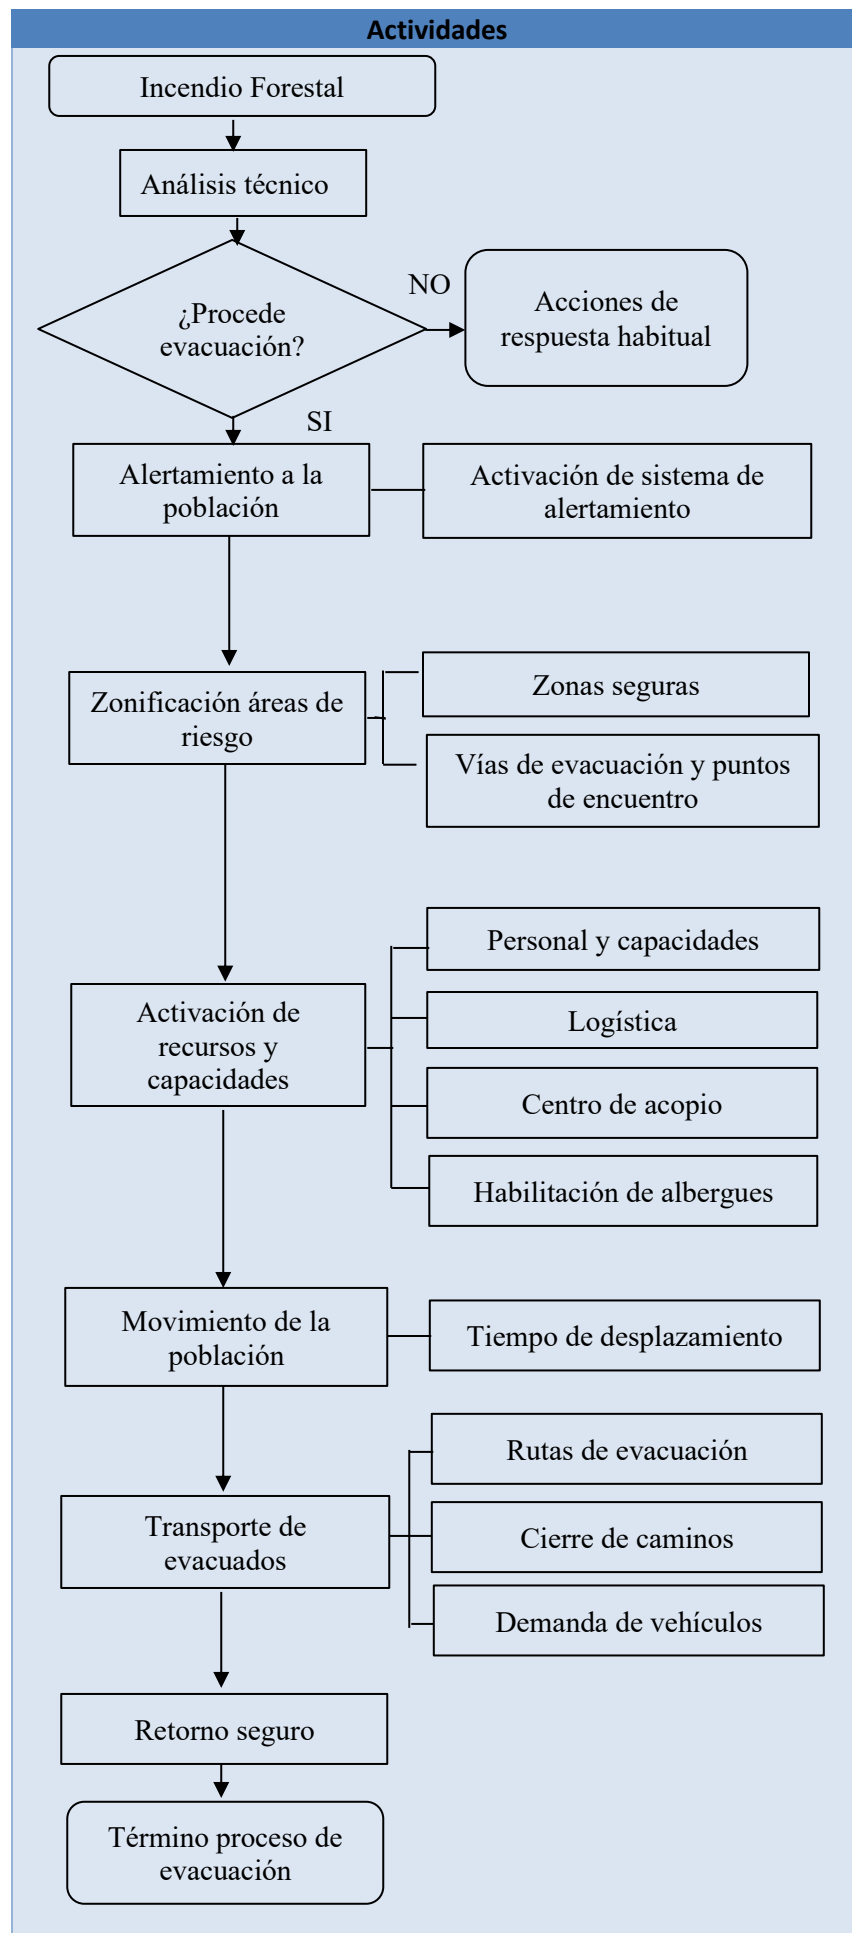 Actividades
Incendio Forestal
Análisis técnico
¿Procede
evacuación?
NO
Acciones de
respuesta habitual
SI
Alertamiento a la
población
Activación de sistema de
alertamiento
Zonificación áreas de
riesgo
Zonas seguras
Vías de evacuación y puntos
de encuentro
Activación de
recursos y
capacidades
Personal y capacidades
Logística
Centro de acopio
Habilitación de albergues
Movimiento de la
población
Tiempo de desplazamiento
Transporte de
evacuados
Rutas de evacuación
Cierre de caminos
Demanda de vehículos
Retorno seguro
Término proceso de
evacuación